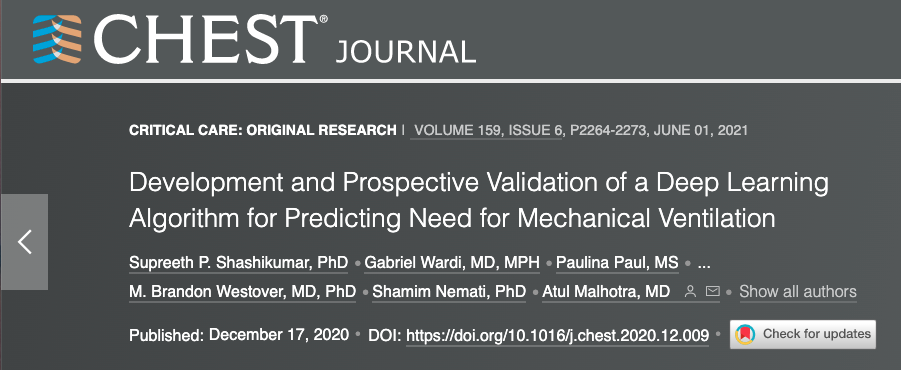 CHEST® JOURNAL
CRITICAL CARE: ORIGINAL RESEARCH | VOLUME 159, ISSUE 6, P2264-2273, JUNE 01, 2021
Development and Prospective Validation of a Deep Learning
Algorithm for Predicting Need for Mechanical Ventilation
Supreeth P. Shashikumar, PhD • Gabriel Wardi, MD, MPH • Paulina Paul, MS • ...
M. Brandon Westover, MD, PhD • Shamim Nemati, PhD • Atul Malhotra, MD • Show all authors
Published: December 17, 2020 • DOI: https://doi.org/10.1016/j.chest.2020.12.009 • Check for updates